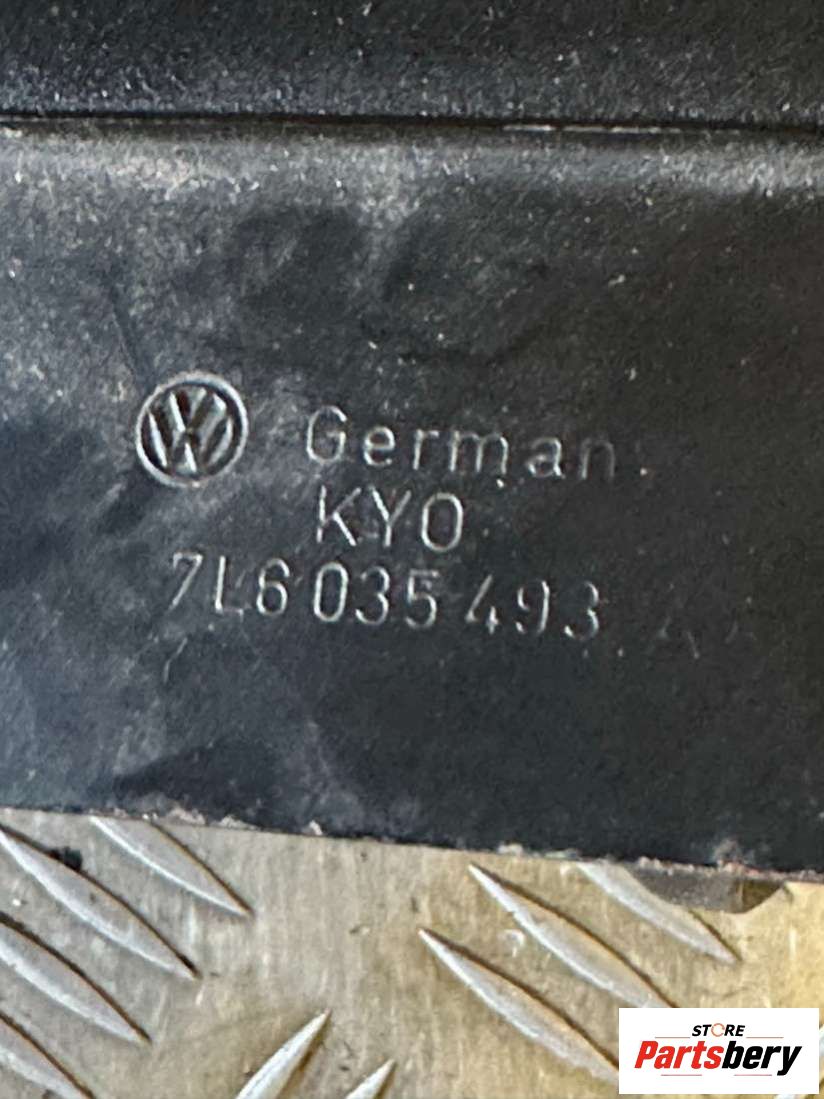 German
KYO
7L6 035 493
STORE
Partsbery